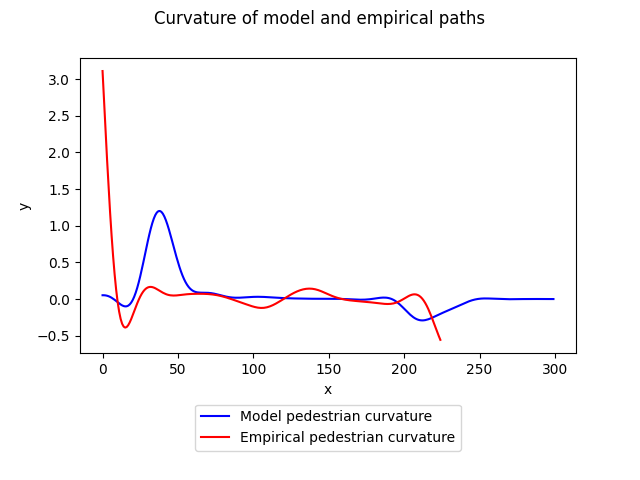 Curvature of model and empirical paths
3.0
2.5
2.0
1.5
1.0
0.5
0.0
−0.5
y
0 50 100 150 200 250 300
x
Model pedestrian curvature
Empirical pedestrian curvature